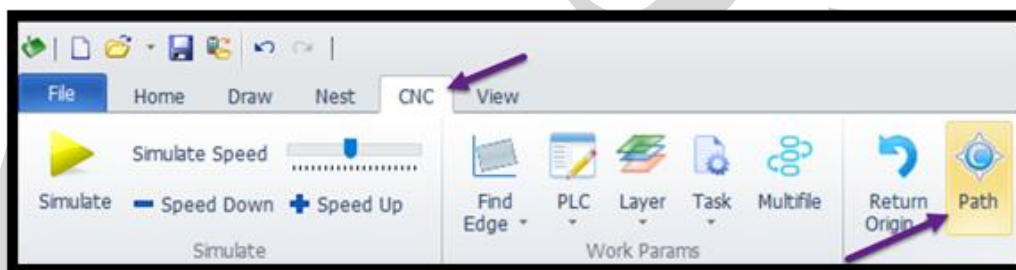 File Home Draw Nest CNC View
Simulate Speed
Simulate Speed Down Speed Up Find Edge PLC Layer Task Multifile Return Origin Path
Simulate Work Params